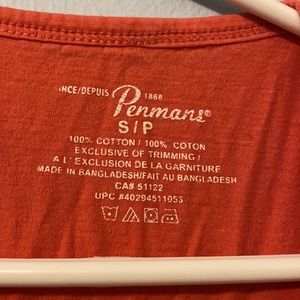 INCE/DEPUIS 1868
Penmans®
S/P
100% COTTON / 100% COTON
EXCLUSIVE OF TRIMMING /
A L' EXCLUSION DE LA GARNITURE
MADE IN BANGLADESH/FAIT AU BANGLADESH
CA# 51122
UPC #40294511053